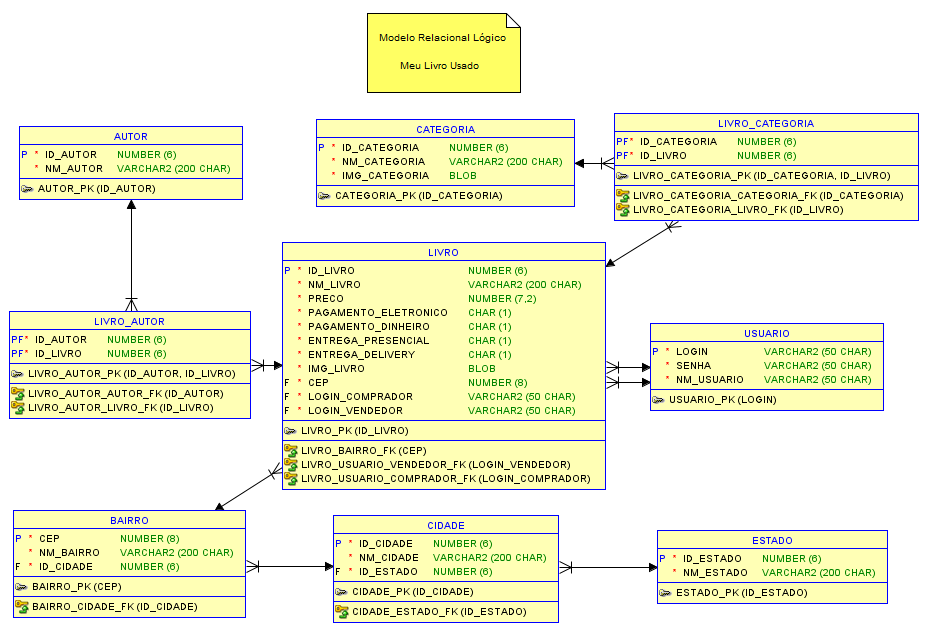 Modelo Relacional Lógico
Meu Livro Usado
AUTOR
P * ID_AUTOR NUMBER (6)
* NM_AUTOR VARCHAR2 (200 CHAR)
AUTOR_PK (ID_AUTOR)
CATEGORIA
P * ID_CATEGORIA NUMBER (6)
* NM_CATEGORIA VARCHAR2 (200 CHAR)
* IMG_CATEGORIA BLOB
CATEGORIA_PK (ID_CATEGORIA)
LIVRO_CATEGORIA
PF* ID_CATEGORIA NUMBER (6)
PF* ID_LIVRO NUMBER (6)
LIVRO_CATEGORIA_PK (ID_CATEGORIA, ID_LIVRO)
LIVRO_CATEGORIA_CATEGORIA_FK (ID_CATEGORIA)
LIVRO_CATEGORIA_LIVRO_FK (ID_LIVRO)
LIVRO_AUTOR
PF* ID_AUTOR NUMBER (6)
PF* ID_LIVRO NUMBER (6)
LIVRO_AUTOR_PK (ID_AUTOR, ID_LIVRO)
LIVRO_AUTOR_AUTOR_FK (ID_AUTOR)
LIVRO_AUTOR_LIVRO_FK (ID_LIVRO)
LIVRO
P * ID_LIVRO NUMBER (6)
* NM_LIVRO VARCHAR2 (200 CHAR)
* PRECO NUMBER (7,2)
* PAGAMENTO_ELETRONICO CHAR (1)
* PAGAMENTO_DINHEIRO CHAR (1)
* ENTREGA_PRESENCIAL CHAR (1)
* ENTREGA_DELIVERY CHAR (1)
* IMG_LIVRO BLOB
F * CEP NUMBER (8)
F * LOGIN_COMPRADOR VARCHAR2 (50 CHAR)
F * LOGIN_VENDEDOR VARCHAR2 (50 CHAR)
LIVRO_PK (ID_LIVRO)
LIVRO_BAIRRO_FK (CEP)
LIVRO_USUARIO_VENDEDOR_FK (LOGIN_VENDEDOR)
LIVRO_USUARIO_COMPRADOR_FK (LOGIN_COMPRADOR)
USUARIO
P * LOGIN VARCHAR2 (50 CHAR)
* SENHA VARCHAR2 (50 CHAR)
* NM_USUARIO VARCHAR2 (50 CHAR)
USUARIO_PK (LOGIN)
BAIRRO
P * CEP NUMBER (8)
* NM_BAIRRO VARCHAR2 (200 CHAR)
F * ID_CIDADE NUMBER (6)
BAIRRO_PK (CEP)
BAIRRO_CIDADE_FK (ID_CIDADE)
CIDADE
P * ID_CIDADE NUMBER (6)
* NM_CIDADE VARCHAR2 (200 CHAR)
F * ID_ESTADO NUMBER (6)
CIDADE_PK (ID_CIDADE)
CIDADE_ESTADO_FK (ID_ESTADO)
ESTADO
P * ID_ESTADO NUMBER (6)
* NM_ESTADO VARCHAR2 (200 CHAR)
ESTADO_PK (ID_ESTADO)